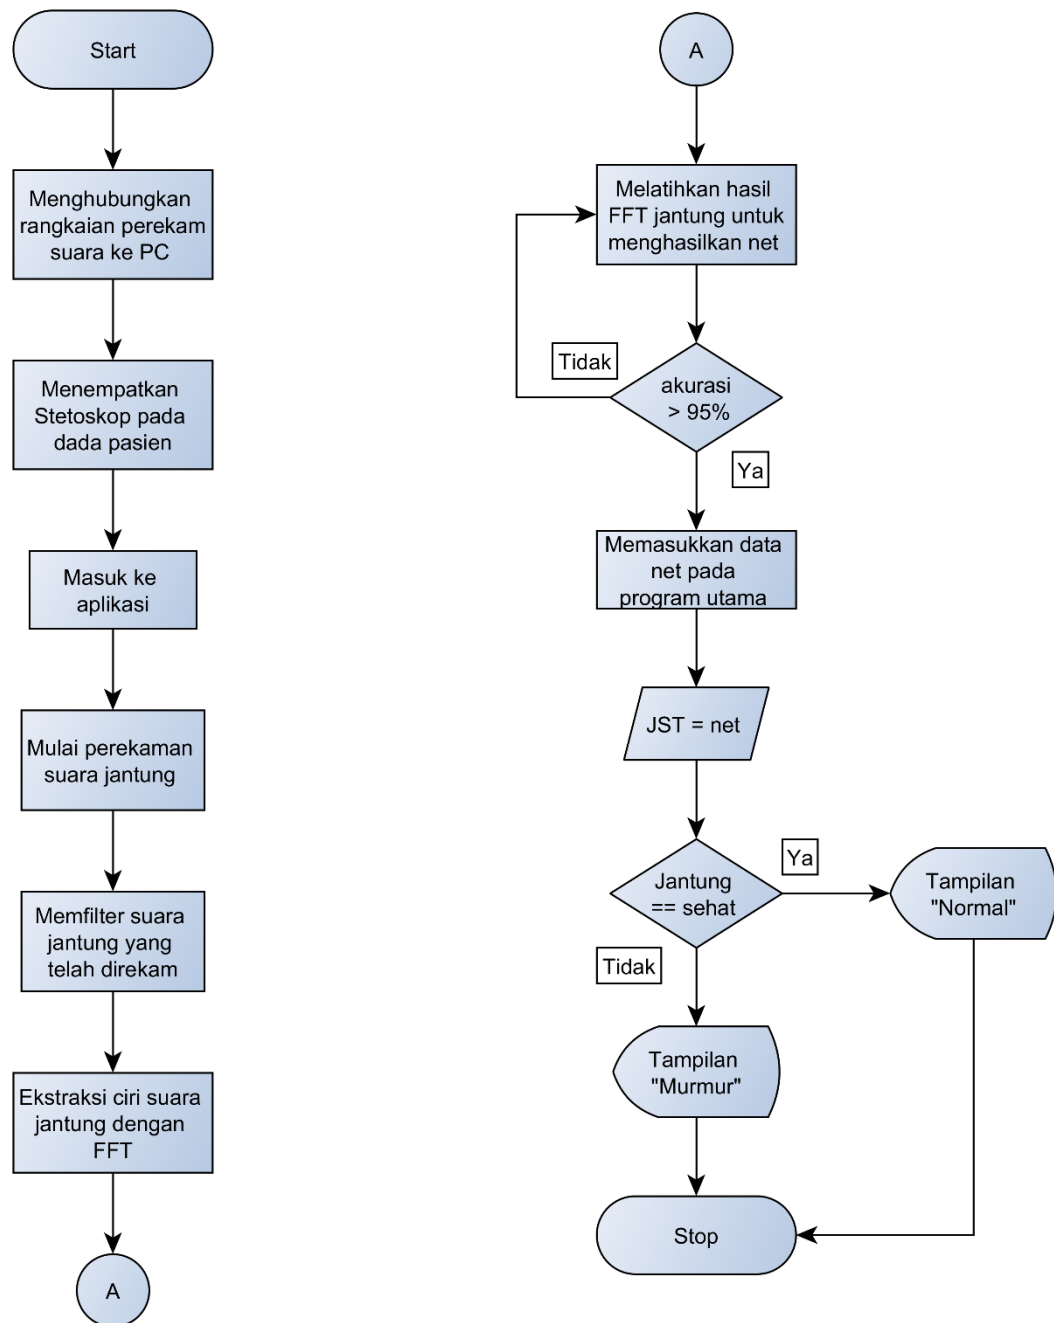 Start
Menghubungkan
rangkaian perekam
suara ke PC
Menempatkan
Stetoskop pada
dada pasien
Masuk ke
aplikasi
Mulai perekaman
suara jantung
Memfilter suara
jantung yang
telah direkam
Ekstraksi ciri suara
jantung dengan
FFT
A
A
Melatihkan hasil
FFT jantung untuk
menghasilkan net
Tidak
akurasi
> 95%
Ya
Memasukkan data
net pada
program utama
JST = net
Jantung
== sehat
Ya
Tampilan
"Normal"
Tidak
Tampilan
"Murmur"
Stop